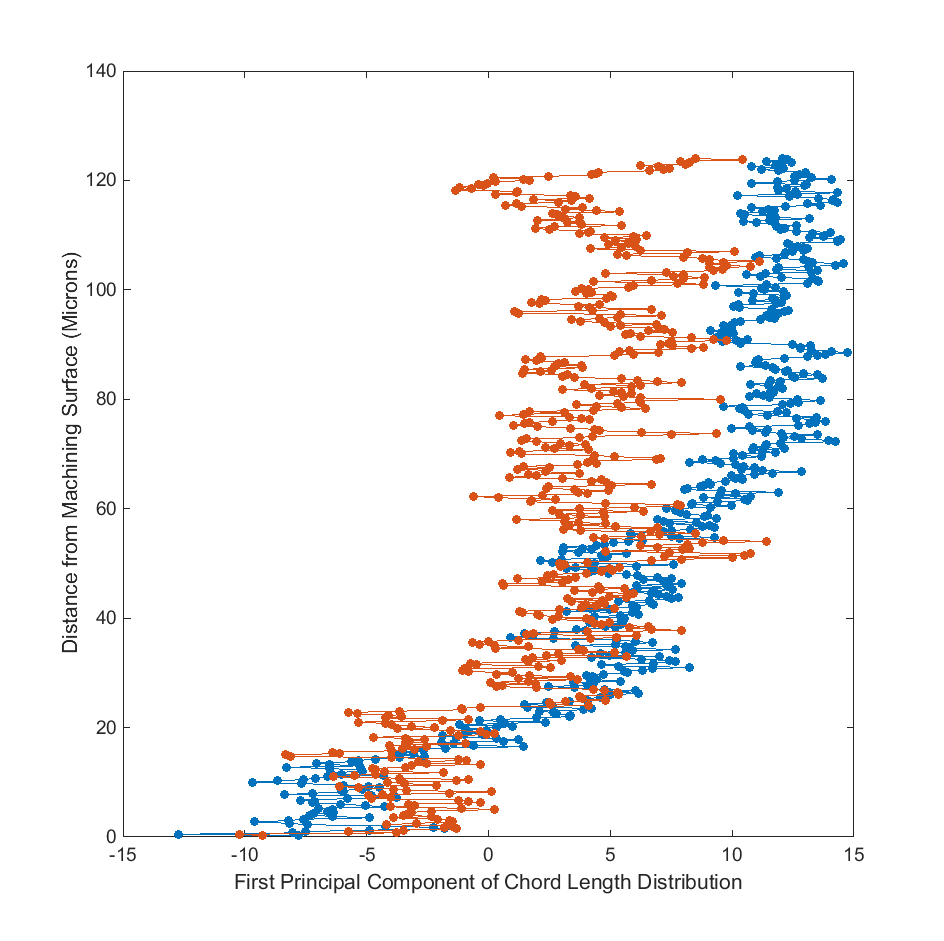 140
120
100
80
60
40
20
0
-15 -10 -5 0 5 10 15
Distance from Machining Surface (Microns)
First Principal Component of Chord Length Distribution